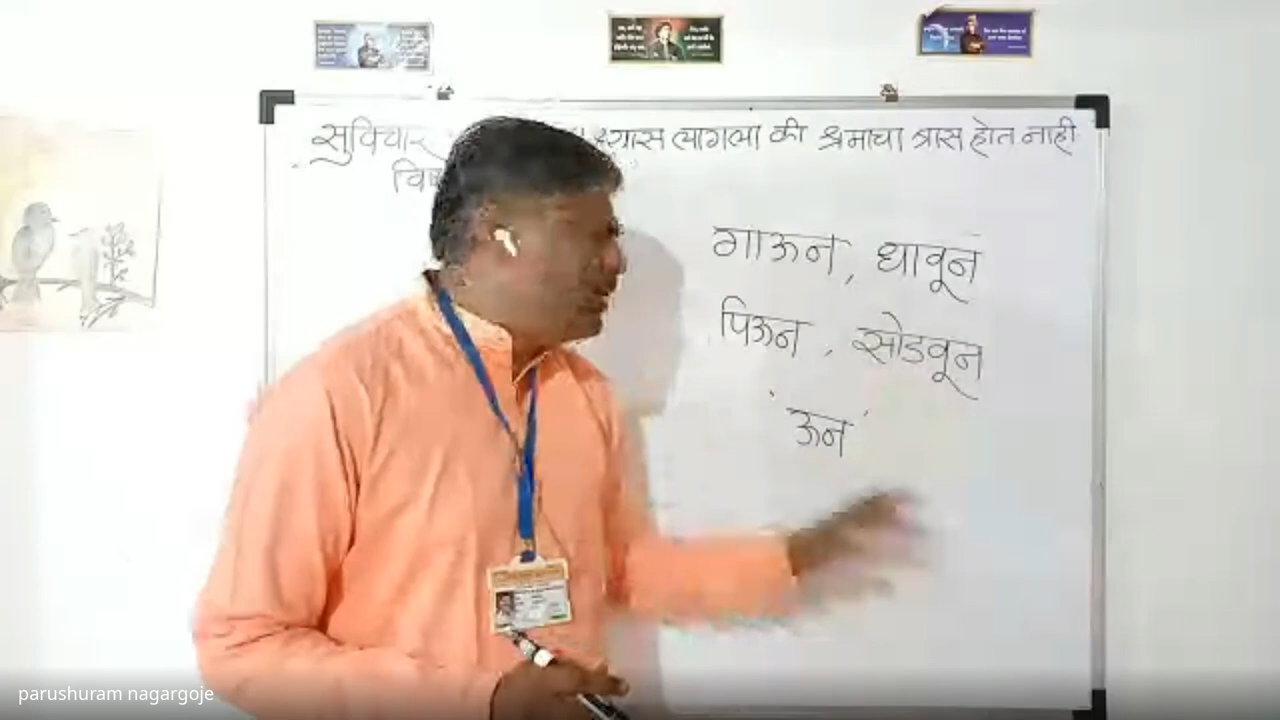 सुविचार ध्यास लागला की श्रमाचा त्रास होत नाही
गाऊन, धावून
पिऊन, सोडवून
'ऊन'
parushuram nagargoje